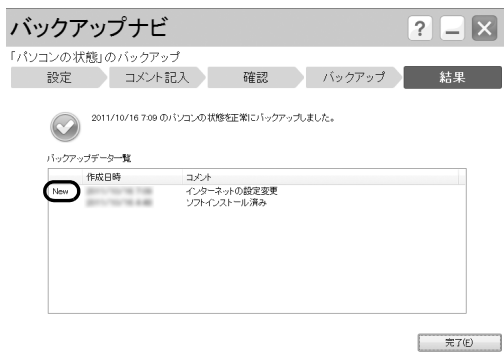 バックアップナビ
?
「パソコンの状態」のバックアップ
設定 コメント記入 確認 バックアップ 結果
2011/10/16 7:09 のパソコンの状態を正常にバックアップしました。
バックアップデータ一覧
作成日時 コメント
New インターネットの設定変更
ソフトインストール済み
完了(F)